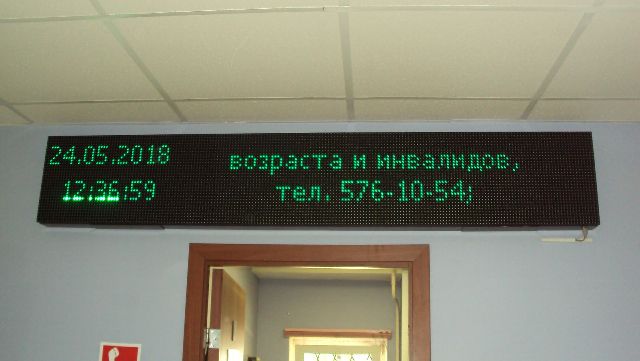 24.05.2018
12:36:59
возраста и инвалидов,
тел. 576-10-54;